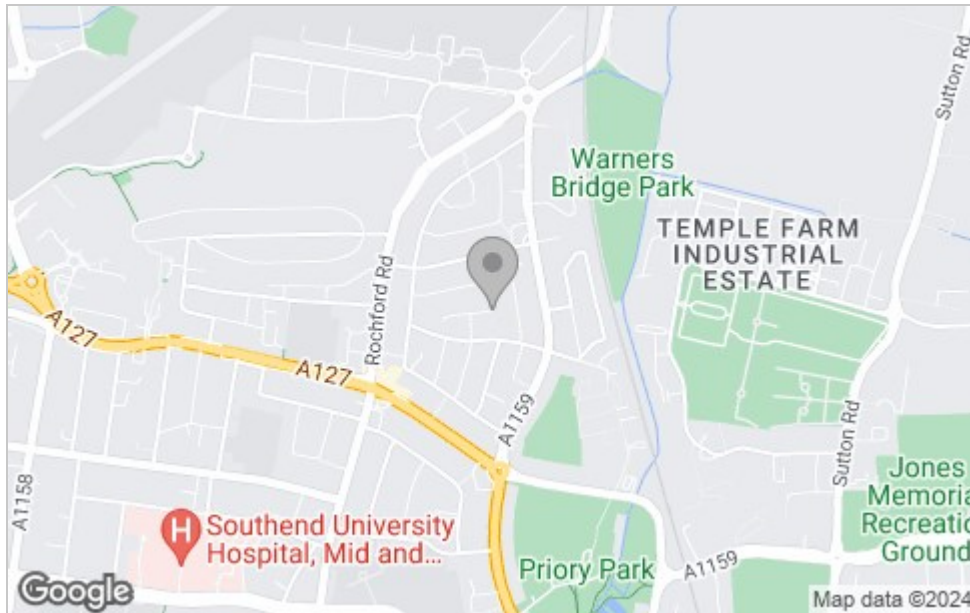 Sutton Rd
Warners
Bridge Park
TEMPLE FARM
INDUSTRIAL
ESTATE
Rochford Rd
A127
A127
A1159
Sutton Rd
A1158
H
Southend University
Hospital, Mid and...
Priory Park
A1159
Jones
Memoria
Recreatio
Ground
Google
Map data ©2024